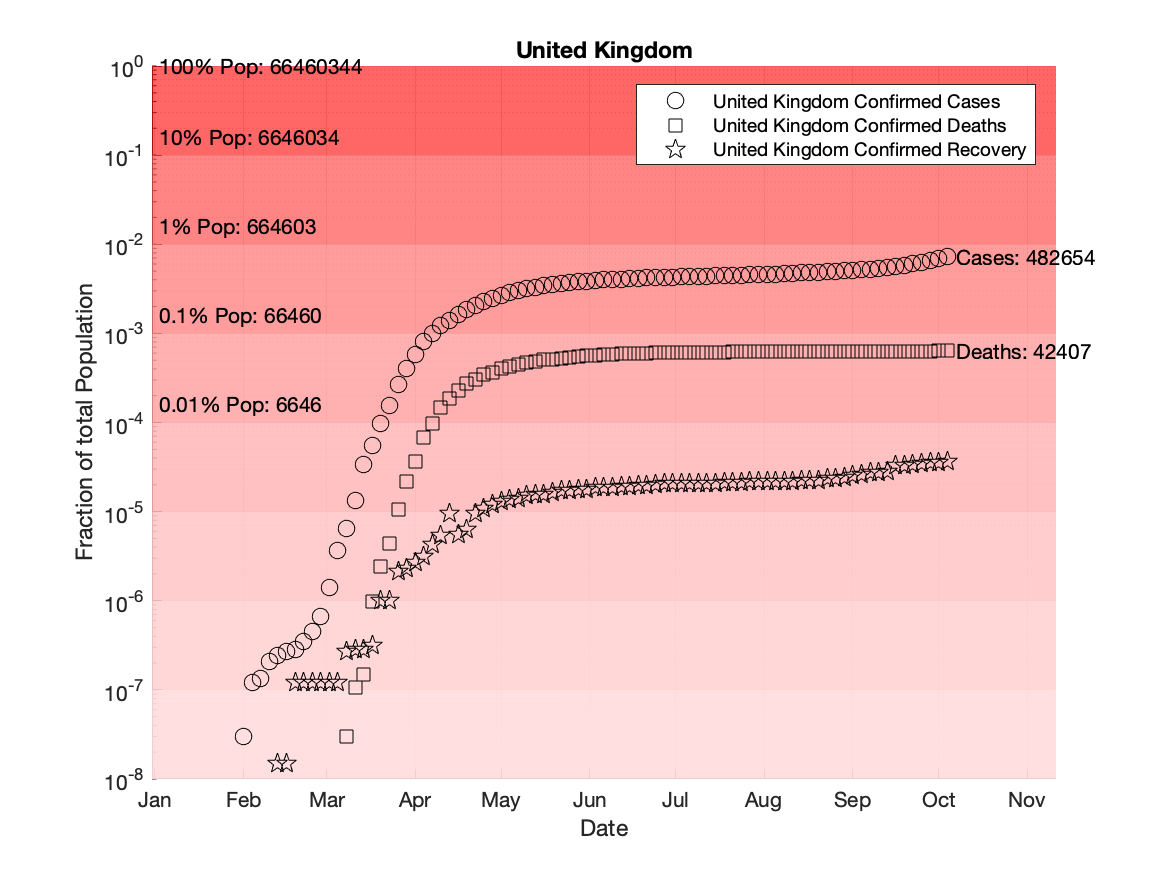 United Kingdom
10^0
100% Pop: 66460344
United Kingdom Confirmed Cases
United Kingdom Confirmed Deaths
United Kingdom Confirmed Recovery
10% Pop: 6646034
10^-1
1% Pop: 664603
10^-2
Cases: 482654
0.1% Pop: 66460
10^-3
Deaths: 42407
0.01% Pop: 6646
10^-4
10^-5
10^-6
10^-7
10^-8
Fraction of total Population
Jan Feb Mar Apr May Jun Jul Aug Sep Oct Nov
Date